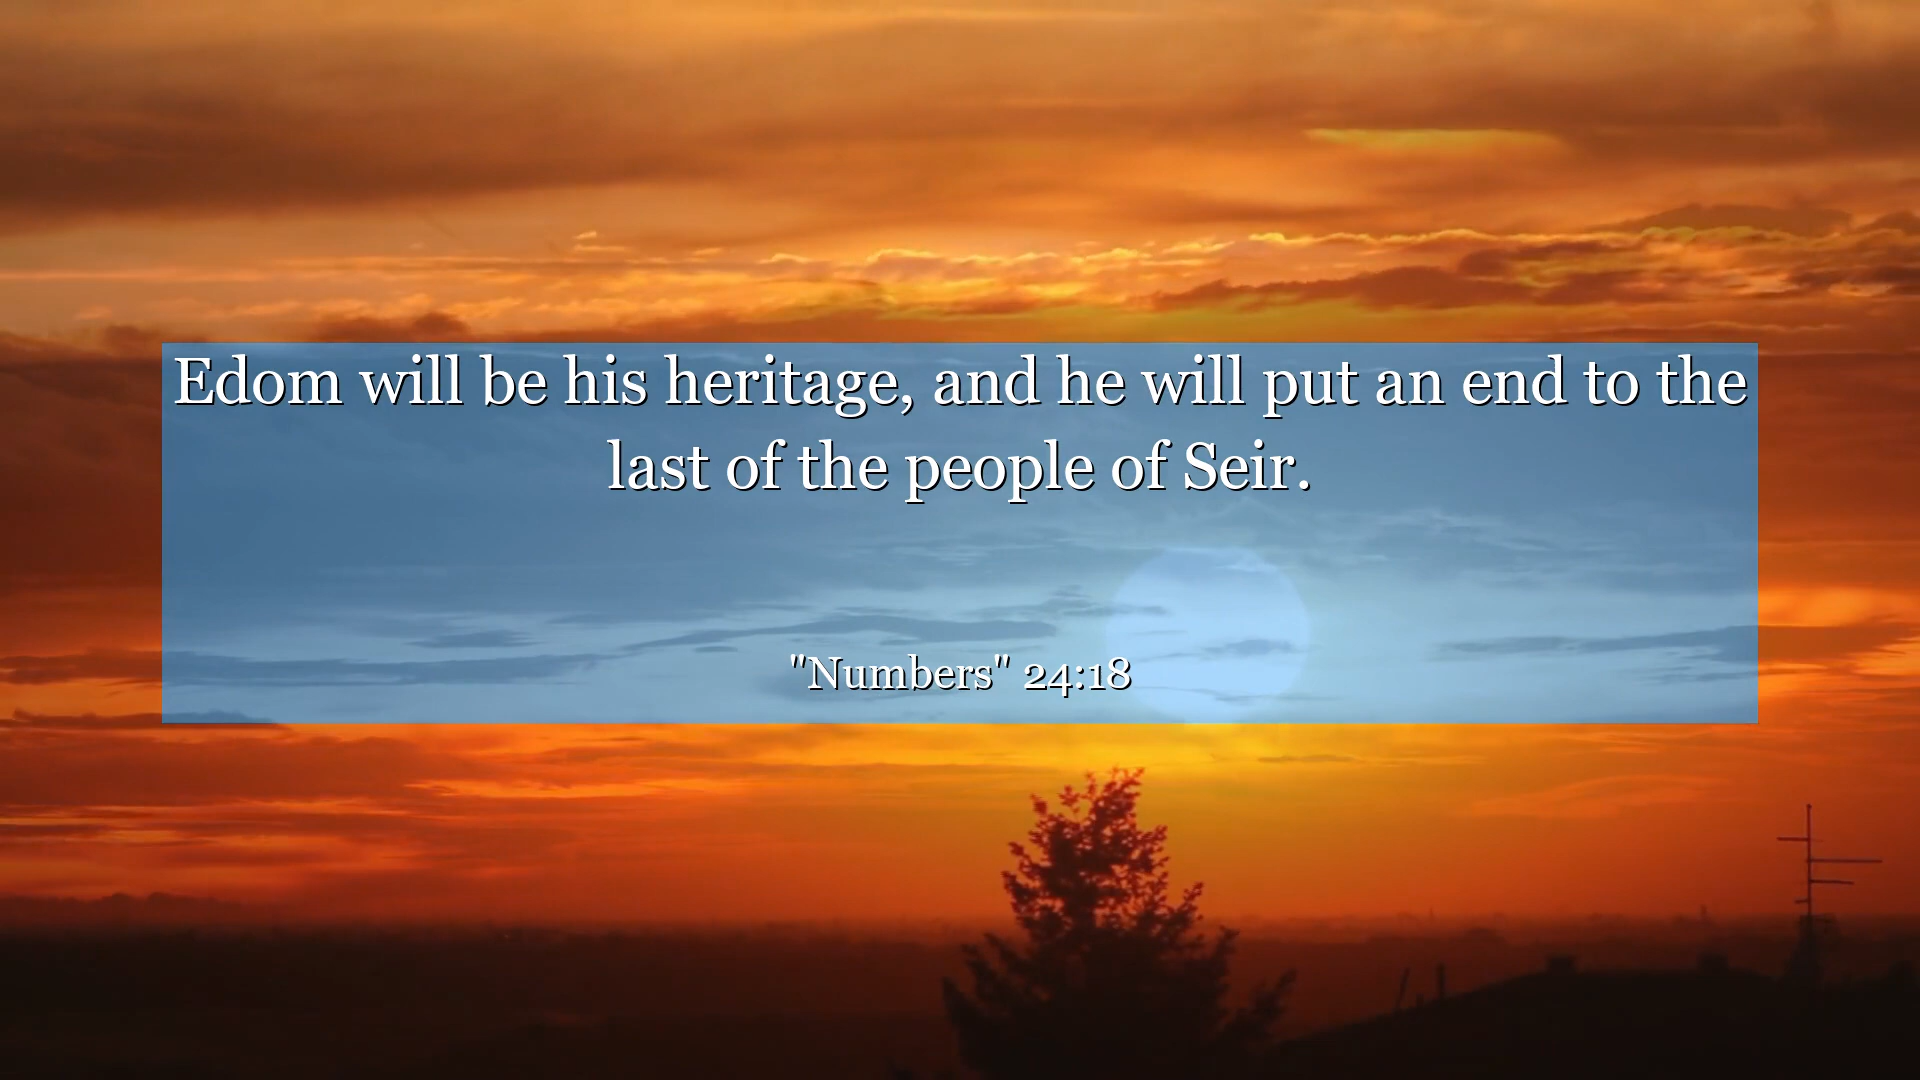 Edom will be his heritage, and he will put an end to the
last of the people of Seir.
"Numbers" 24:18